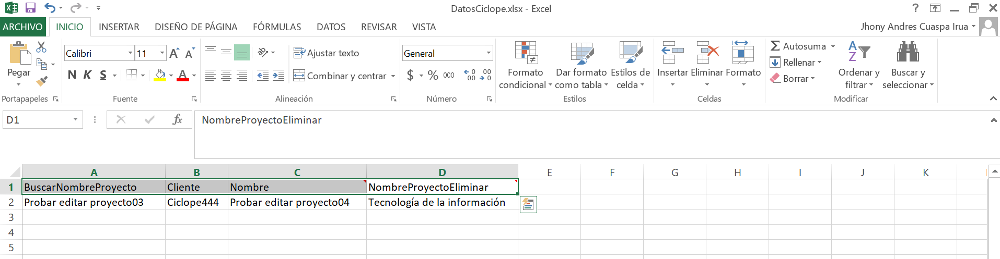 DatosCiclope.xlsx - Excel
?
ARCHIVO INICIO INSERTAR DISEÑO DE PÁGINA FÓRMULAS DATOS REVISAR VISTA Jhony Andres Cuaspa Irua
Pegar
Portapapeles
Calibri 11
N K S
Fuente
Ajustar texto
Combinar y centrar
Alineación
General
$ % 000
Número
Formato condicional
Dar formato como tabla
Estilos de celda
Estilos
Insertar Eliminar Formato
Celdas
Autosuma
Rellenar
Borrar
Ordenar y filtrar
Buscar y seleccionar
Modificar
D1 fx NombreProyectoEliminar
A B C D E F G H I J K
1 BuscarNombreProyecto Cliente Nombre NombreProyectoEliminar
2 Probar editar proyecto03 Ciclope444 Probar editar proyecto04 Tecnología de la información
3
4
5